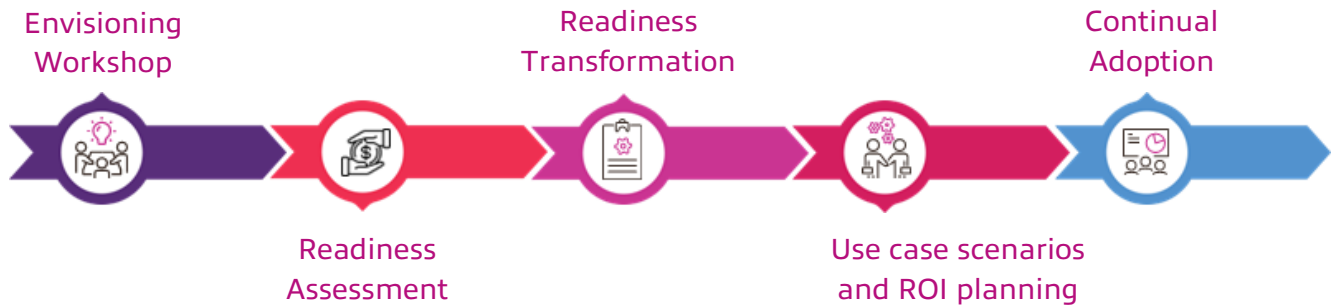 Envisioning
Workshop
Readiness
Assessment
Readiness
Transformation
Use case scenarios
and ROI planning
Continual
Adoption